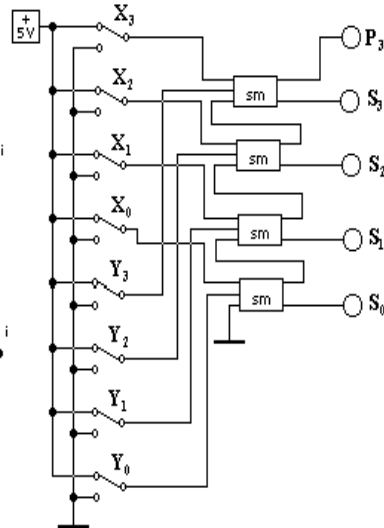 X3
+
5V
P3
sm
X2
S3
i
sm
X1
S2
X0
sm
S1
Y3
sm
S0
i
Y2
Y1
Y0